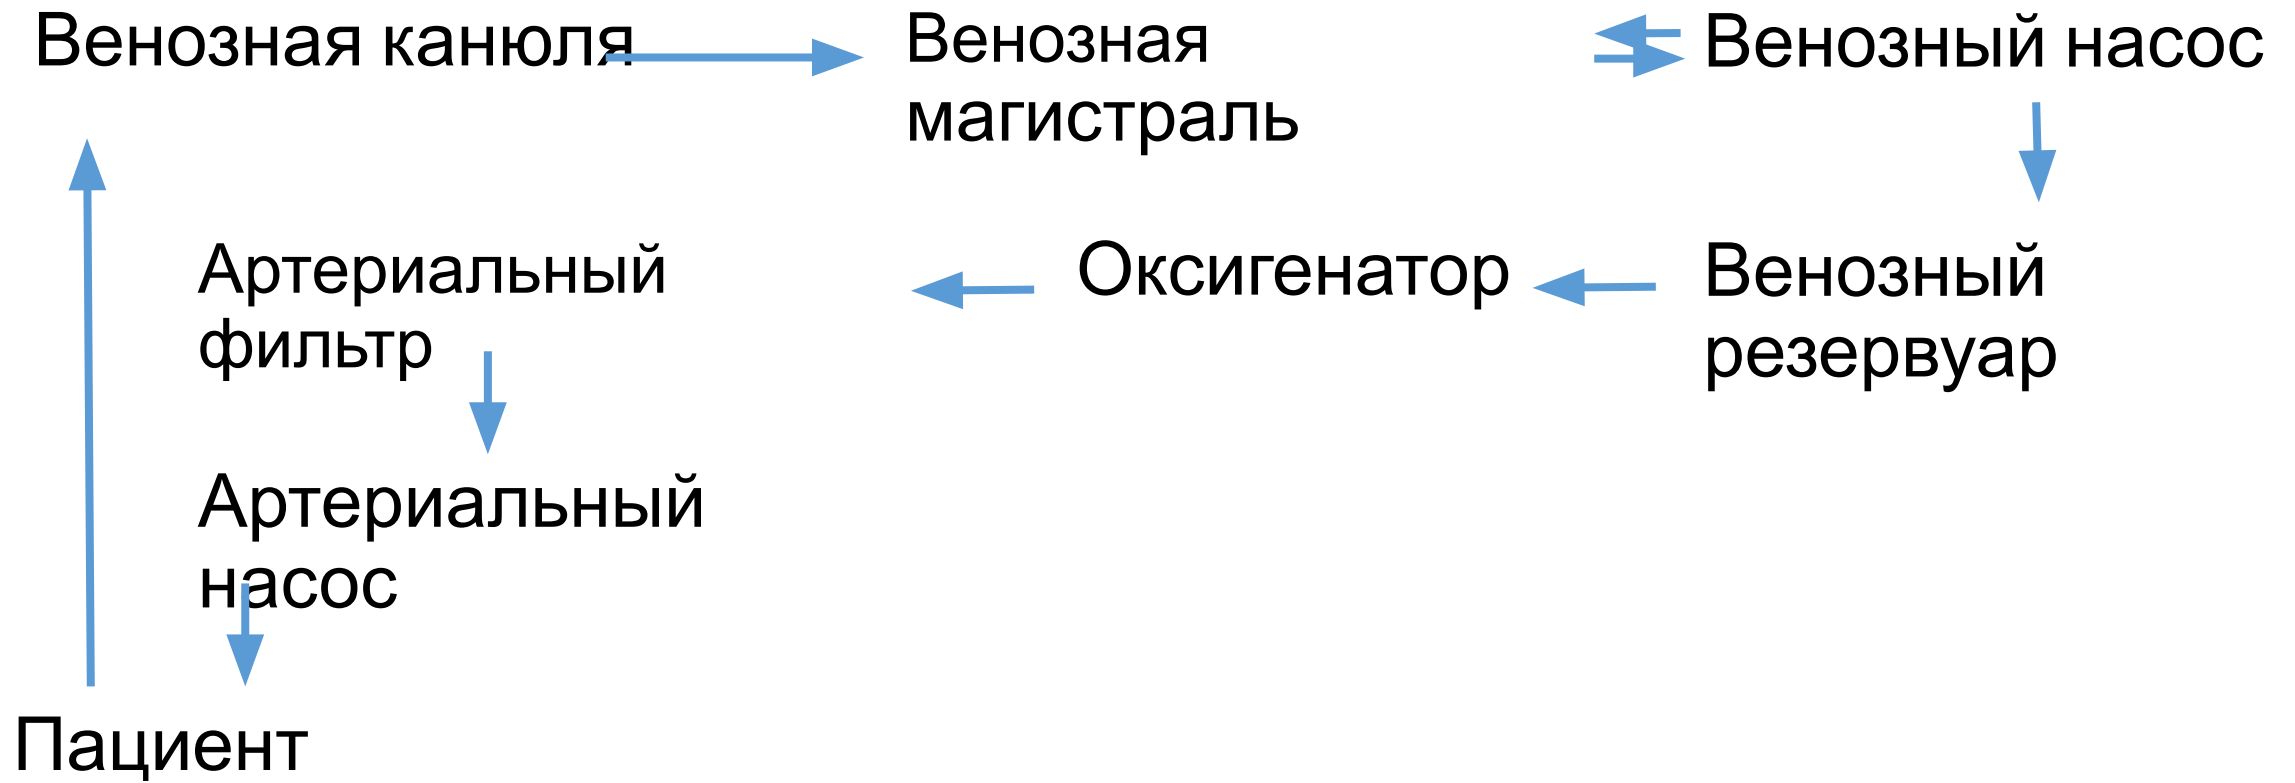 Венозная канюля
Венозная
магистраль
Венозный насос
Артериальный
фильтр
Оксигенатор
Венозный
резервуар
Артериальный
насос
Пациент